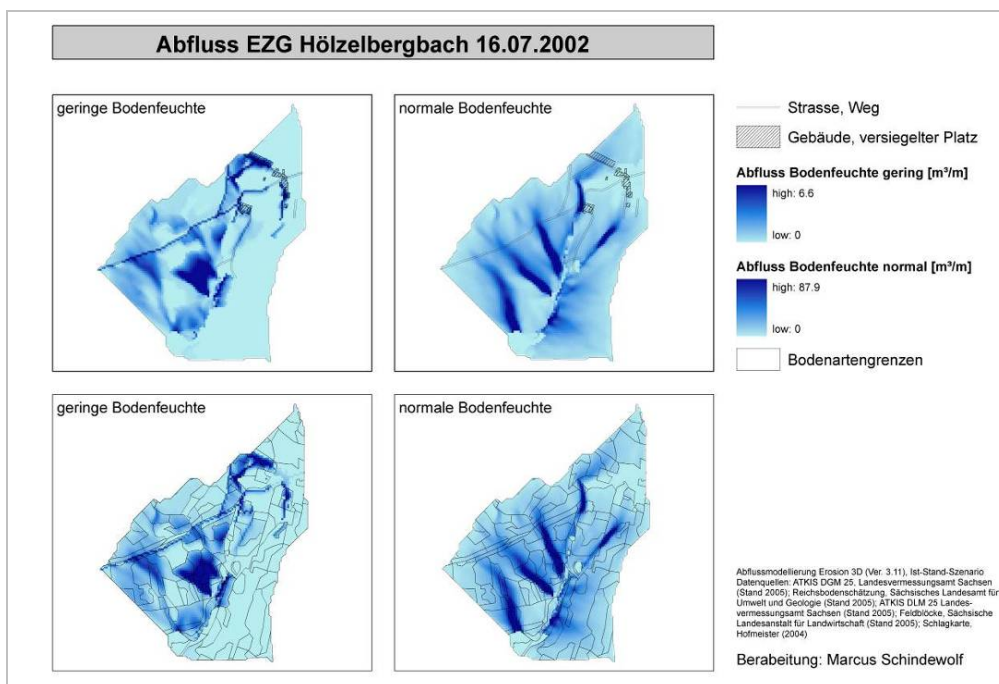 Abfluss EZG Hölzelbergbach 16.07.2002
geringe Bodenfeuchte
normale Bodenfeuchte
Strasse, Weg
Gebäude, versiegelter Platz
Abfluss Bodenfeuchte gering [m³/m]
high: 6.6
low: 0
Abfluss Bodenfeuchte normal [m³/m]
high: 87.9
low: 0
Bodenartengrenzen
geringe Bodenfeuchte
normale Bodenfeuchte
Abflussmodellierung Erosion 3D (Ver. 3.11), Ist-Stand-Szenario
Datenquellen: ATKIS DGM 25, Landesvermessungsamt Sachsen
(Stand 2005); Reichsbodenschätzung, Sächsisches Landesamt für
Umwelt und Geologie (Stand 2005); ATKIS DLM 25 Landes-
vermessungsamt Sachsen (Stand 2005); Feldblöcke, Sächsische
Landesanstalt für Landwirtschaft (Stand 2005); Schlagkarte,
Hofmeister (2004)
Berabeitung: Marcus Schindewolf